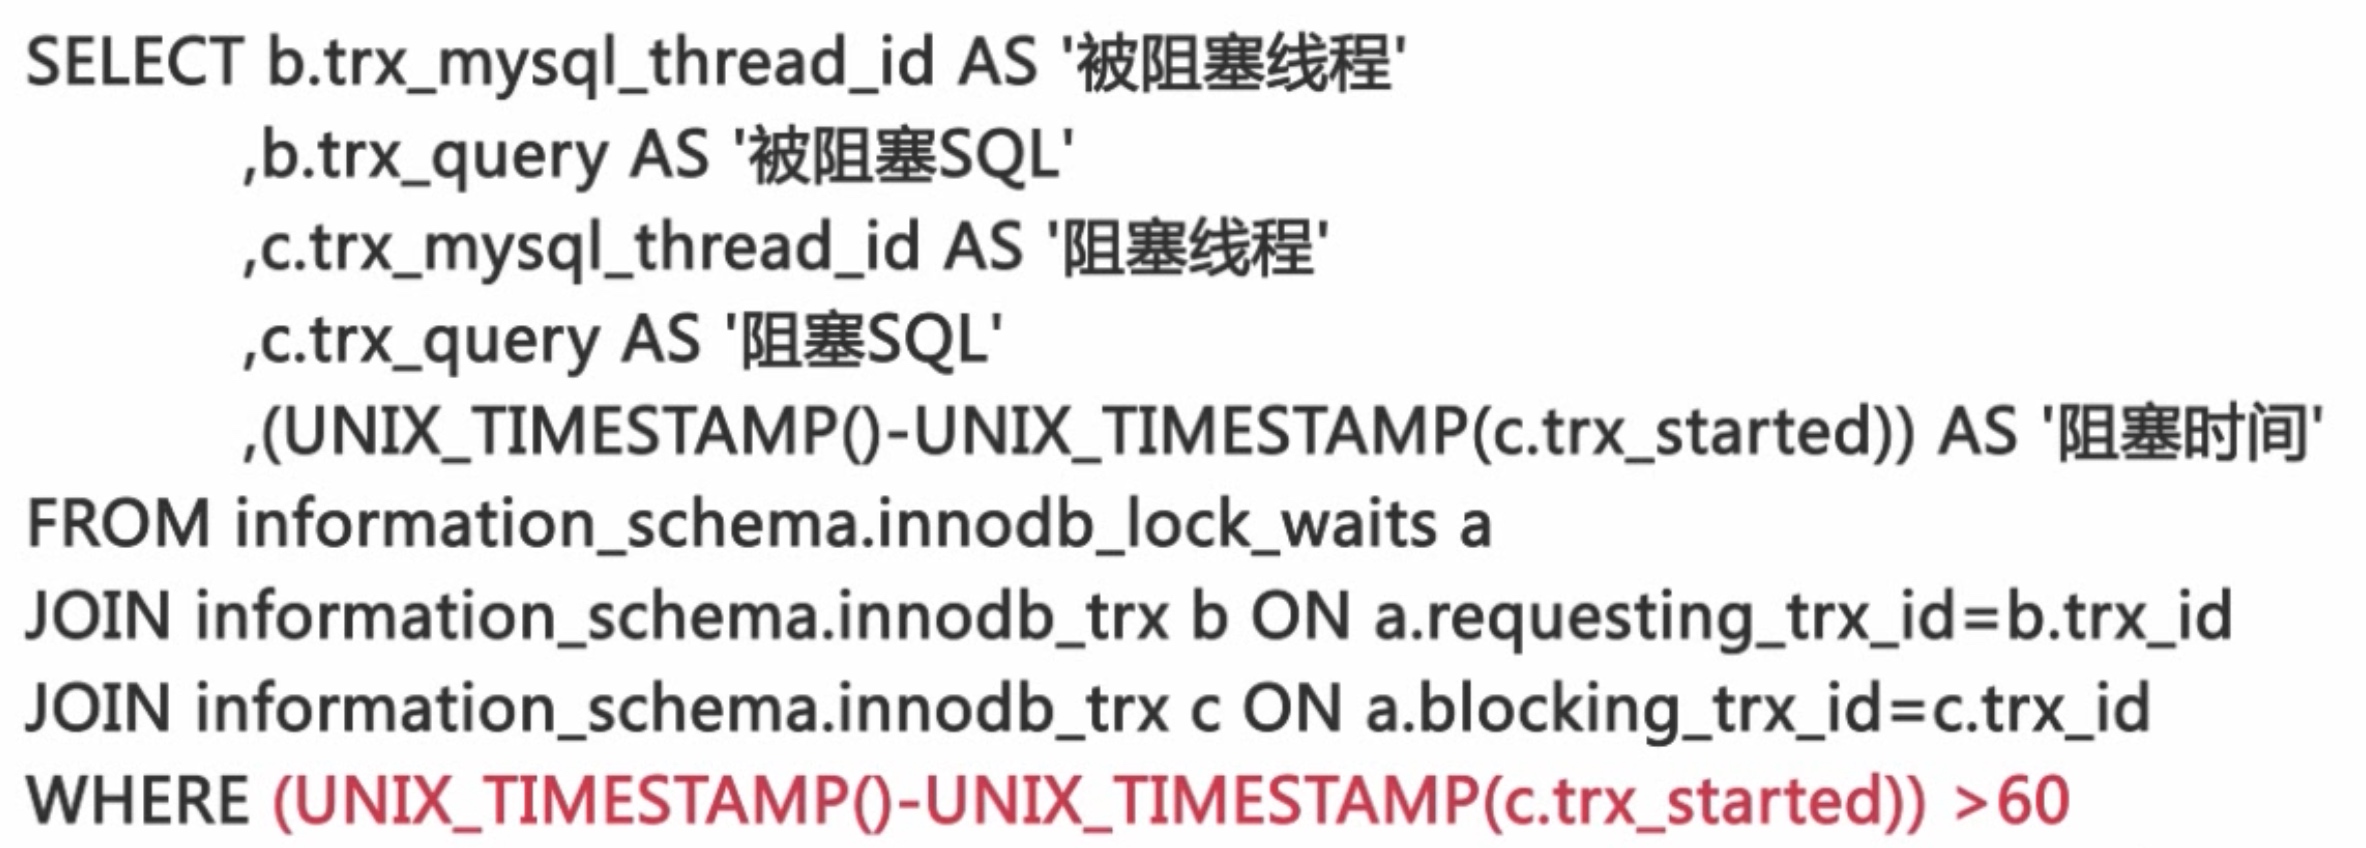 SELECT b.trx_mysql_thread_id AS '被阻塞线程'
,b.trx_query AS '被阻塞SQL'
,c.trx_mysql_thread_id AS '阻塞线程'
,c.trx_query AS '阻塞SQL'
,(UNIX_TIMESTAMP()-UNIX_TIMESTAMP(c.trx_started)) AS '阻塞时间'
FROM information_schema.innodb_lock_waits a
JOIN information_schema.innodb_trx b ON a.requesting_trx_id=b.trx_id
JOIN information_schema.innodb_trx c ON a.blocking_trx_id=c.trx_id
WHERE (UNIX_TIMESTAMP()-UNIX_TIMESTAMP(c.trx_started)) >60